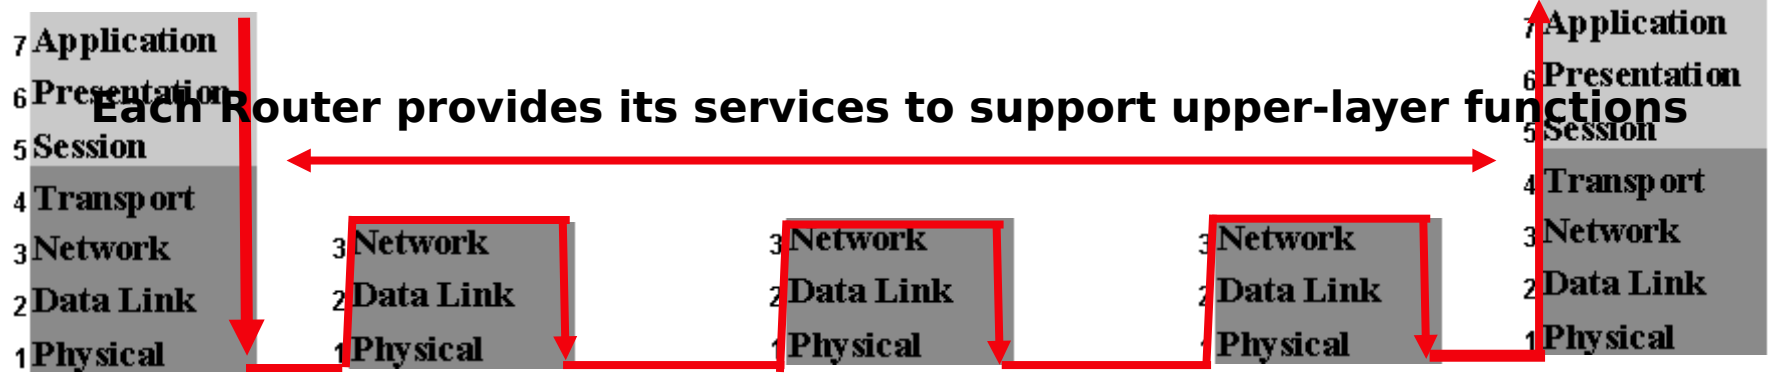 7 Application
6 Presentation
5 Session
4 Transport
3 Network
2 Data Link
1 Physical
Each Router provides its services to support upper-layer functions
3 Network
2 Data Link
1 Physical
3 Network
2 Data Link
1 Physical
3 Network
2 Data Link
1 Physical
7 Application
6 Presentation
5 Session
4 Transport
3 Network
2 Data Link
1 Physical